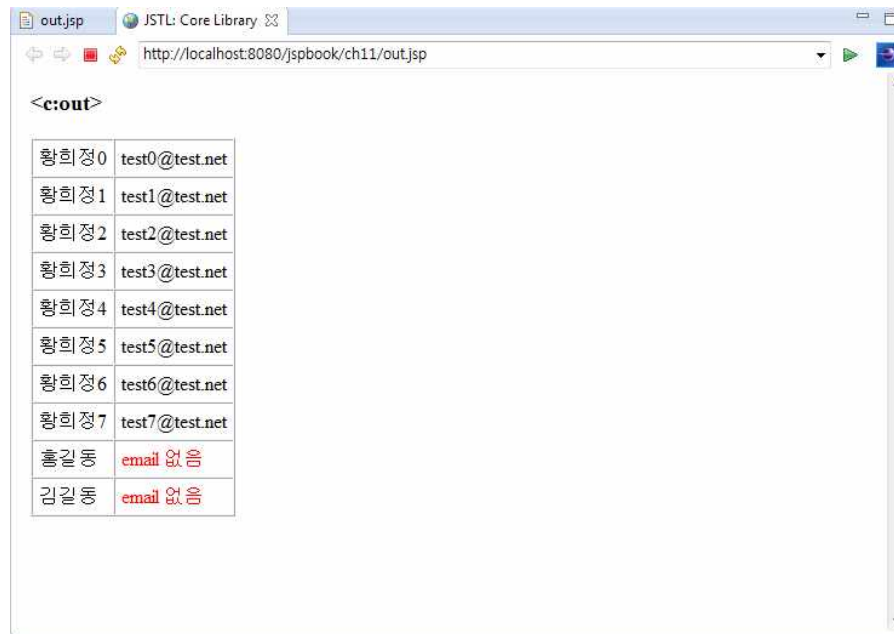 out.jsp JSTL: Core Library
http://localhost:8080/jspbook/ch11/out.jsp
<c:out>
황희정0 test0@test.net
황희정1 test1@test.net
황희정2 test2@test.net
황희정3 test3@test.net
황희정4 test4@test.net
황희정5 test5@test.net
황희정6 test6@test.net
황희정7 test7@test.net
홍길동 email 없음
김길동 email 없음